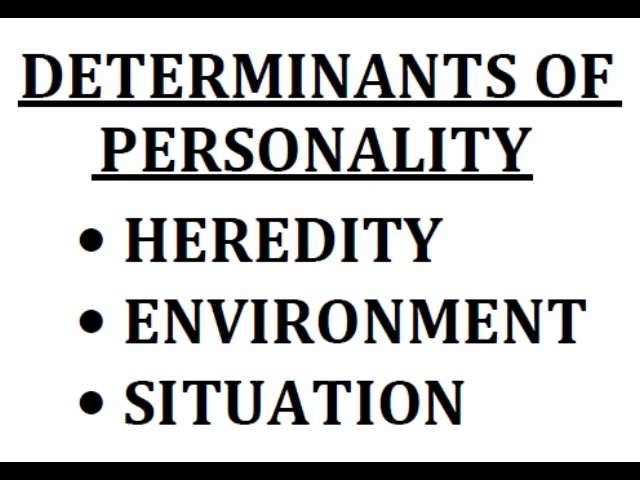 DETERMINANTS OF
PERSONALITY
• HEREDITY
• ENVIRONMENT
• SITUATION